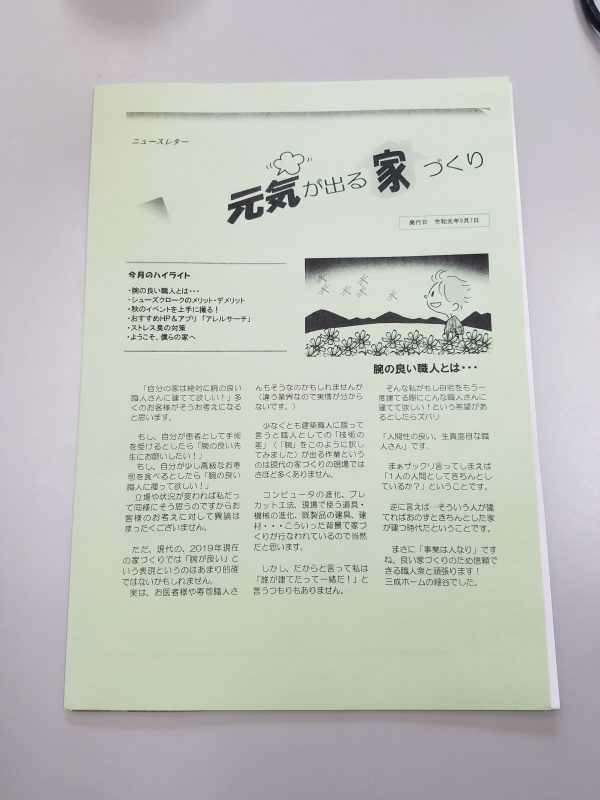 ニュースレター
元気が出る家づくり
発行日 令和元年9月7日
今月のハイライト
・腕の良い職人とは・・・
・シューズクロークのメリット・デメリット
・秋のイベントを上手に撮る！
・おすすめHP＆アプリ「アレルサーチ」
・ストレス臭の対策
・ようこそ、僕らの家へ
腕の良い職人とは・・・
「自分の家は絶対に腕の良い
職人さんに建てて欲しい！」多
くのお客様がそうお考えになる
と思います。
もし、自分が患者として手術
を受けるとしたら「腕の良い先
生にお願いしたい！」
もし、自分が少し高級なお寿
司を食べるとしたら「腕の良い
職人に握って欲しい！」
立場や状況が変われば私だっ
て同様にそう思うのですからお
客様のお考えに対して異論は
まったくございません。
ただ、現代の、2019年現在
の家づくりでは「腕が良い」と
いう表現というのはあまり的確
ではないかもしれません。
実は、お医者様や寿司職人さ
んもそうなのかもしれませんが
（違う業界なので実情が分から
ないです。）
少なくとも建築職人に限って
言うと職人としての「技術の
差」（「腕」をこのように訳し
てみました）が出る作業という
のは現代の家づくりの現場では
さほど多くありません。
コンピュータの進化、プレ
カット工法、現場で使う道具・
機械の進化、既製品の建具、建
材・・・こういった背景で家づ
くりが行なわれているので当然
だと思います。
しかし、だからと言って私は
「誰が建てたって一緒だ！」と
言うつもりもありません。
そんな私がもし自宅をもう一
度建てる際にこんな職人さんに
建てて欲しい！という希望があ
るとしたらズバリ
「人間性の良い、生真面目な職
人さん」です。
まぁザックリ言ってしまえば
「1人の人間としてきちんとし
ているか？」ということです。
逆に言えば…そういう人が建
てればおのずときちんとした家
が建つ時代だということです。
まさに「事業は人なり」です
ね。良い家づくりのため信頼で
きる職人衆と頑張ります！
三成ホームの縄谷でした。